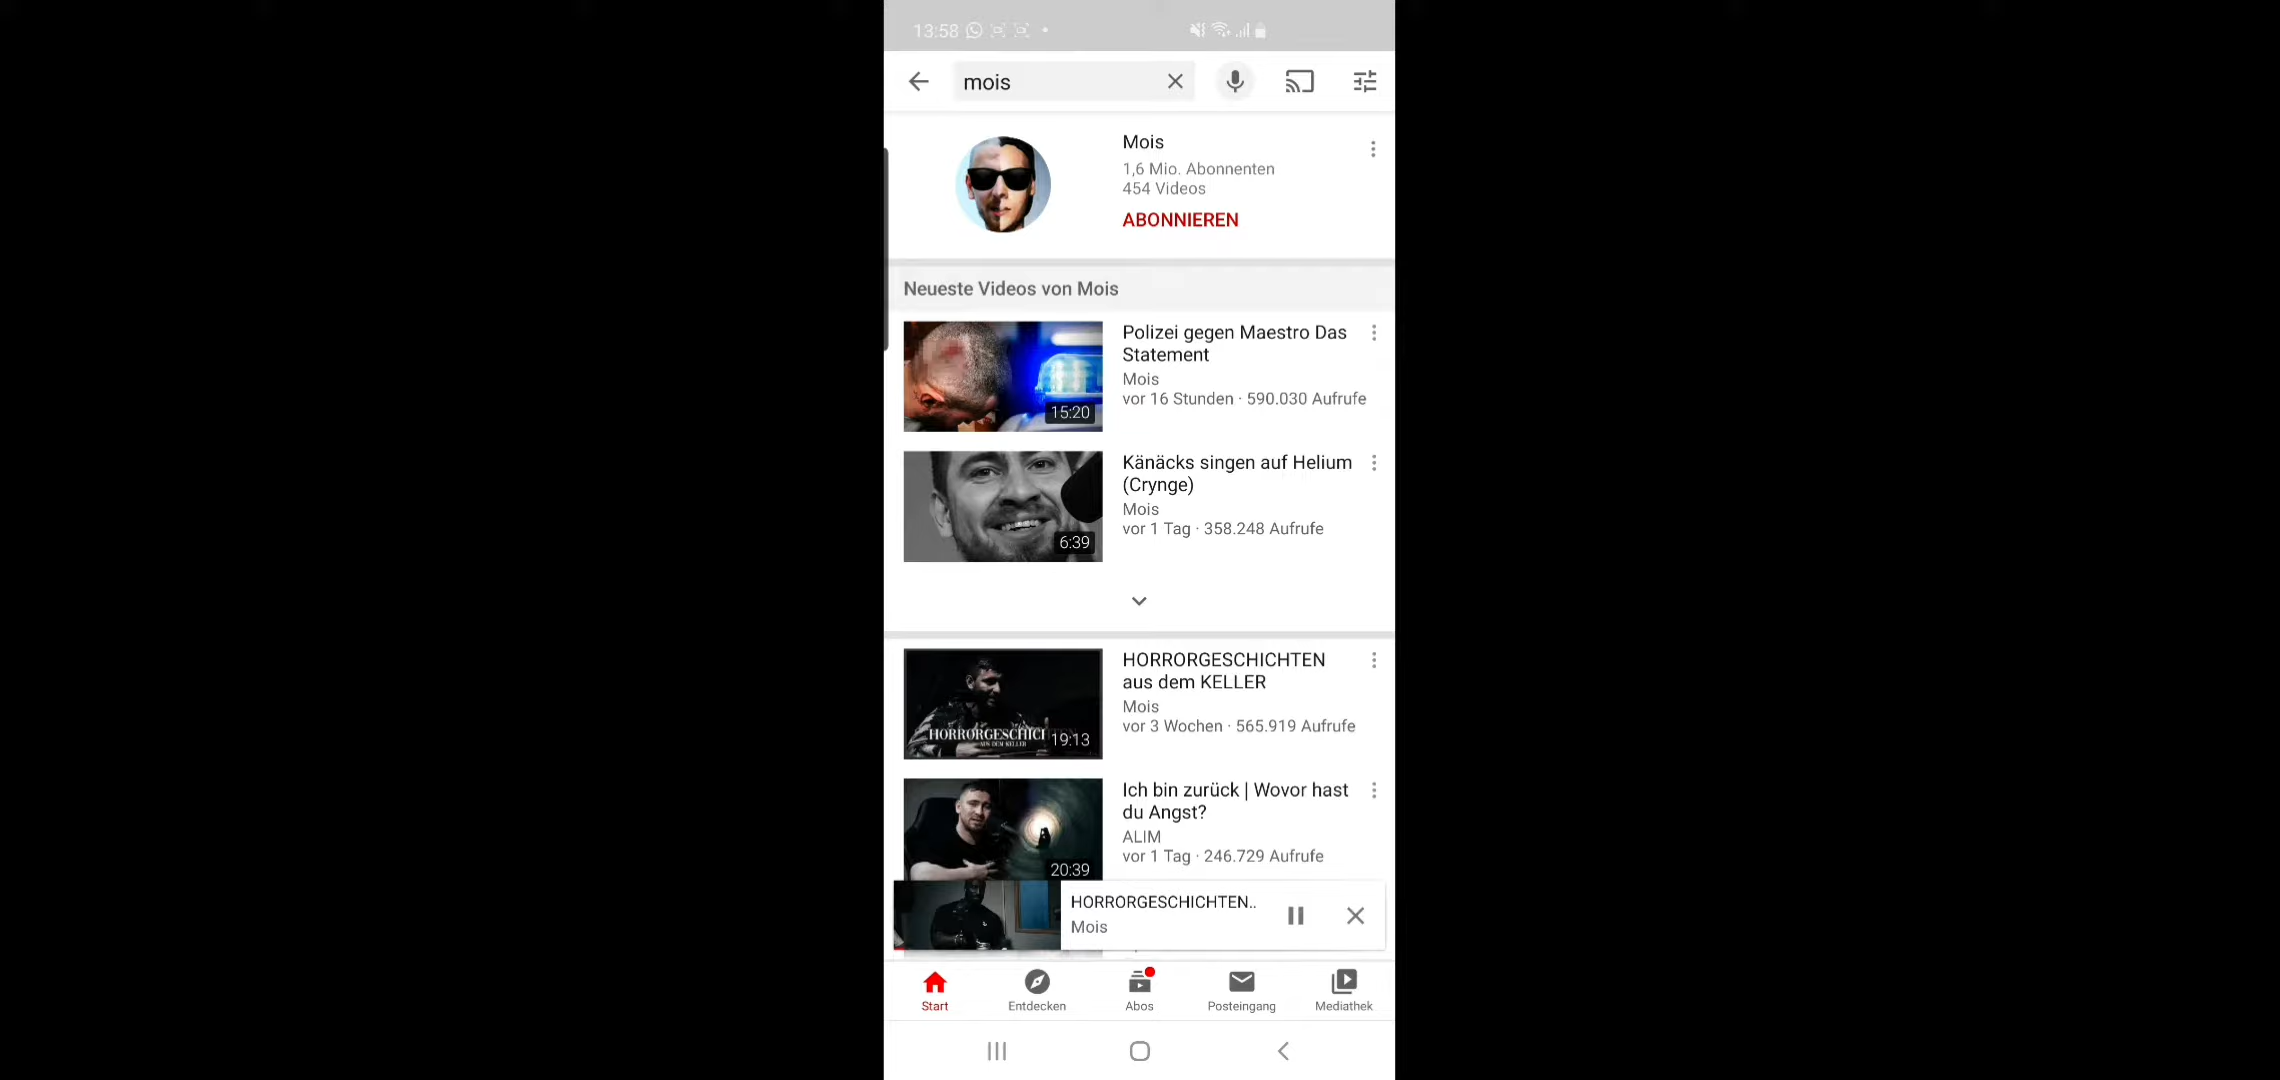 13:58
mois
Mois
1,6 Mio. Abonnenten
454 Videos
ABONNIEREN
Neueste Videos von Mois
15:20
Polizei gegen Maestro Das
Statement
Mois
vor 16 Stunden · 590.030 Aufrufe
6:39
Känäcks singen auf Helium
(Crynge)
Mois
vor 1 Tag · 358.248 Aufrufe
HORRORGESCHICHTEN
aus dem KELLER
Mois
vor 3 Wochen · 565.919 Aufrufe
AUS DEM KELLER
19:13
Ich bin zurück | Wovor hast
du Angst?
ALIM
vor 1 Tag · 246.729 Aufrufe
20:39
HORRORGESCHICHTEN..
Mois
Start
Entdecken
Abos
Posteingang
Mediathek